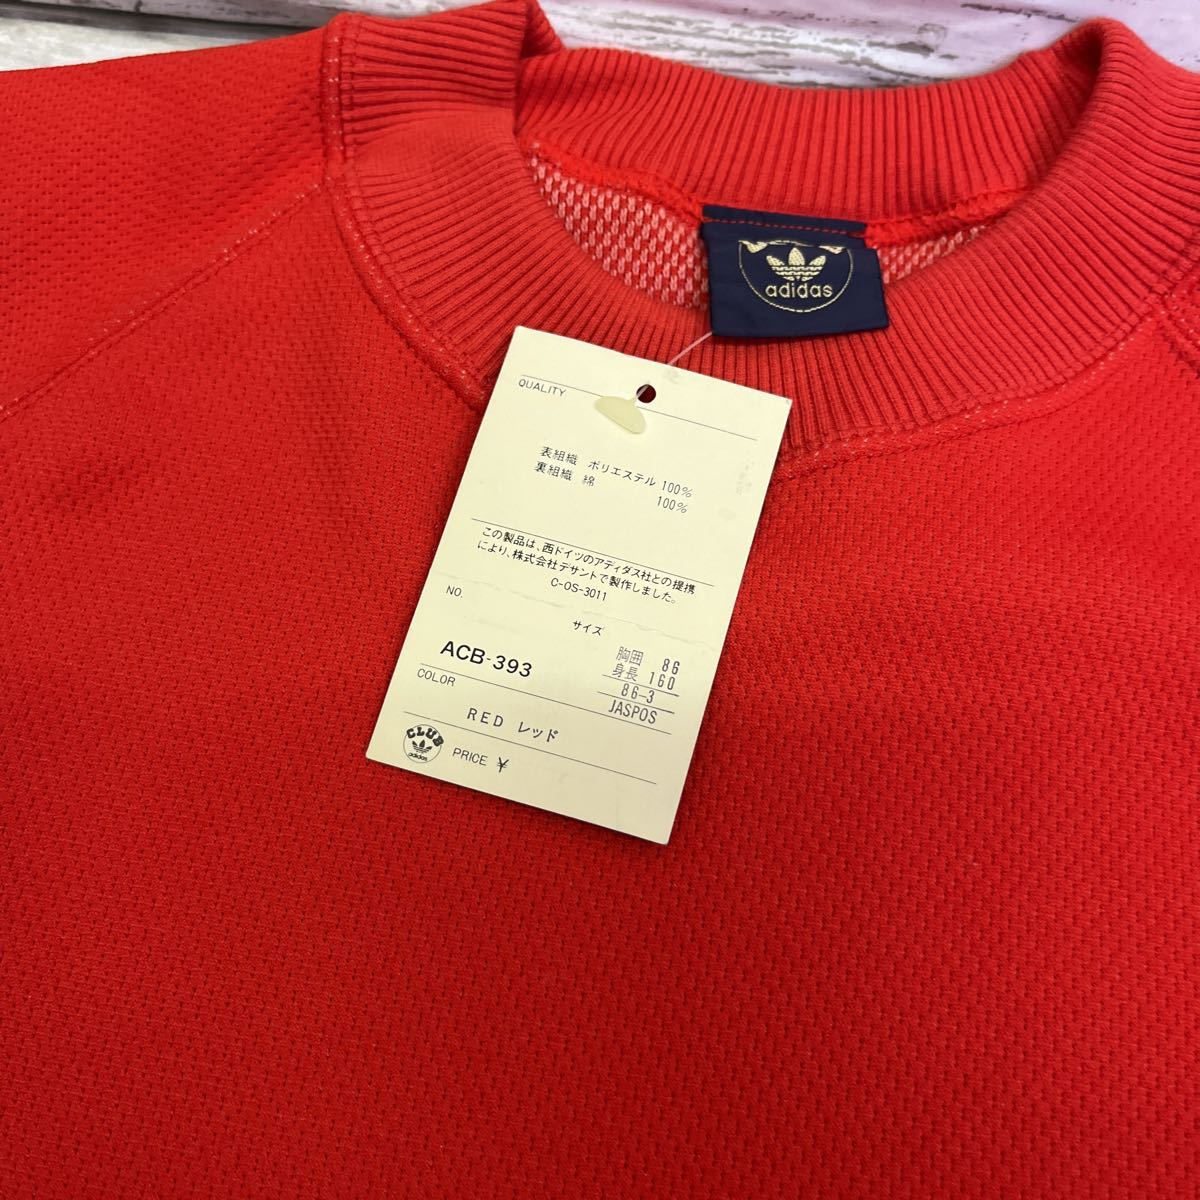 adidas
QUALITY
表組織 ポリエステル 100%
裏組織 綿 100%
この製品は、西ドイツのアディダス社との提携
により、株式会社デサントで製作しました。
C-OS-3011
NO.
サイズ
ACB-393
胸囲 86
身長 160
86-3
JASPOS
COLOR
RED レッド
CLUB
adidas
PRICE ¥